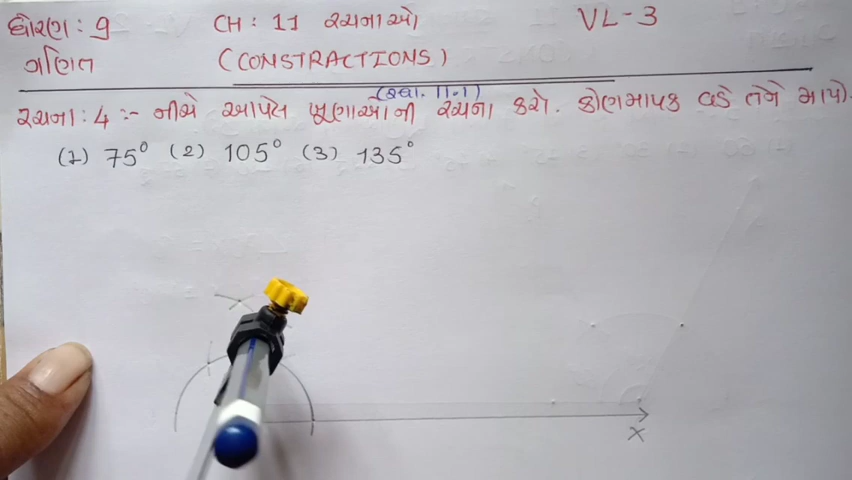 ધોરણ : 9 CH : 11 રચનાઓ VL - 3
ગણિત (CONSTRACTIONS)
(સ્વા. 11.1)
રચના : 4 :- નીચે આપેલ ખૂણાઓની રચના કરો. કોણમાપક વડે તેને માપો.
(1) 75° (2) 105° (3) 135°
X